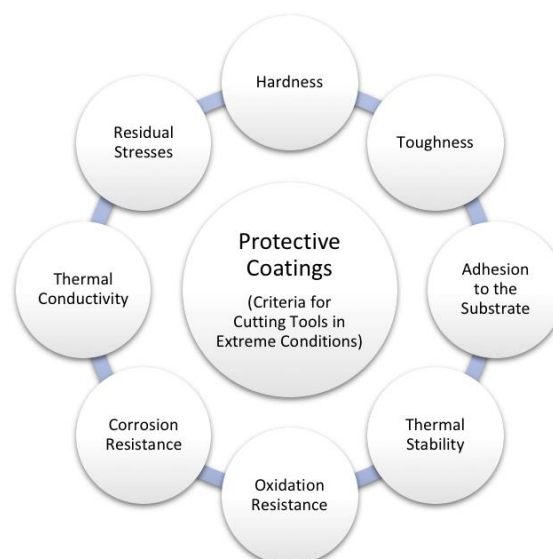 Hardness
Toughness
Adhesion
to the
Substrate
Thermal
Stability
Oxidation
Resistance
Corrosion
Resistance
Thermal
Conductivity
Residual
Stresses
Protective
Coatings
(Criteria for
Cutting Tools in
Extreme Conditions)